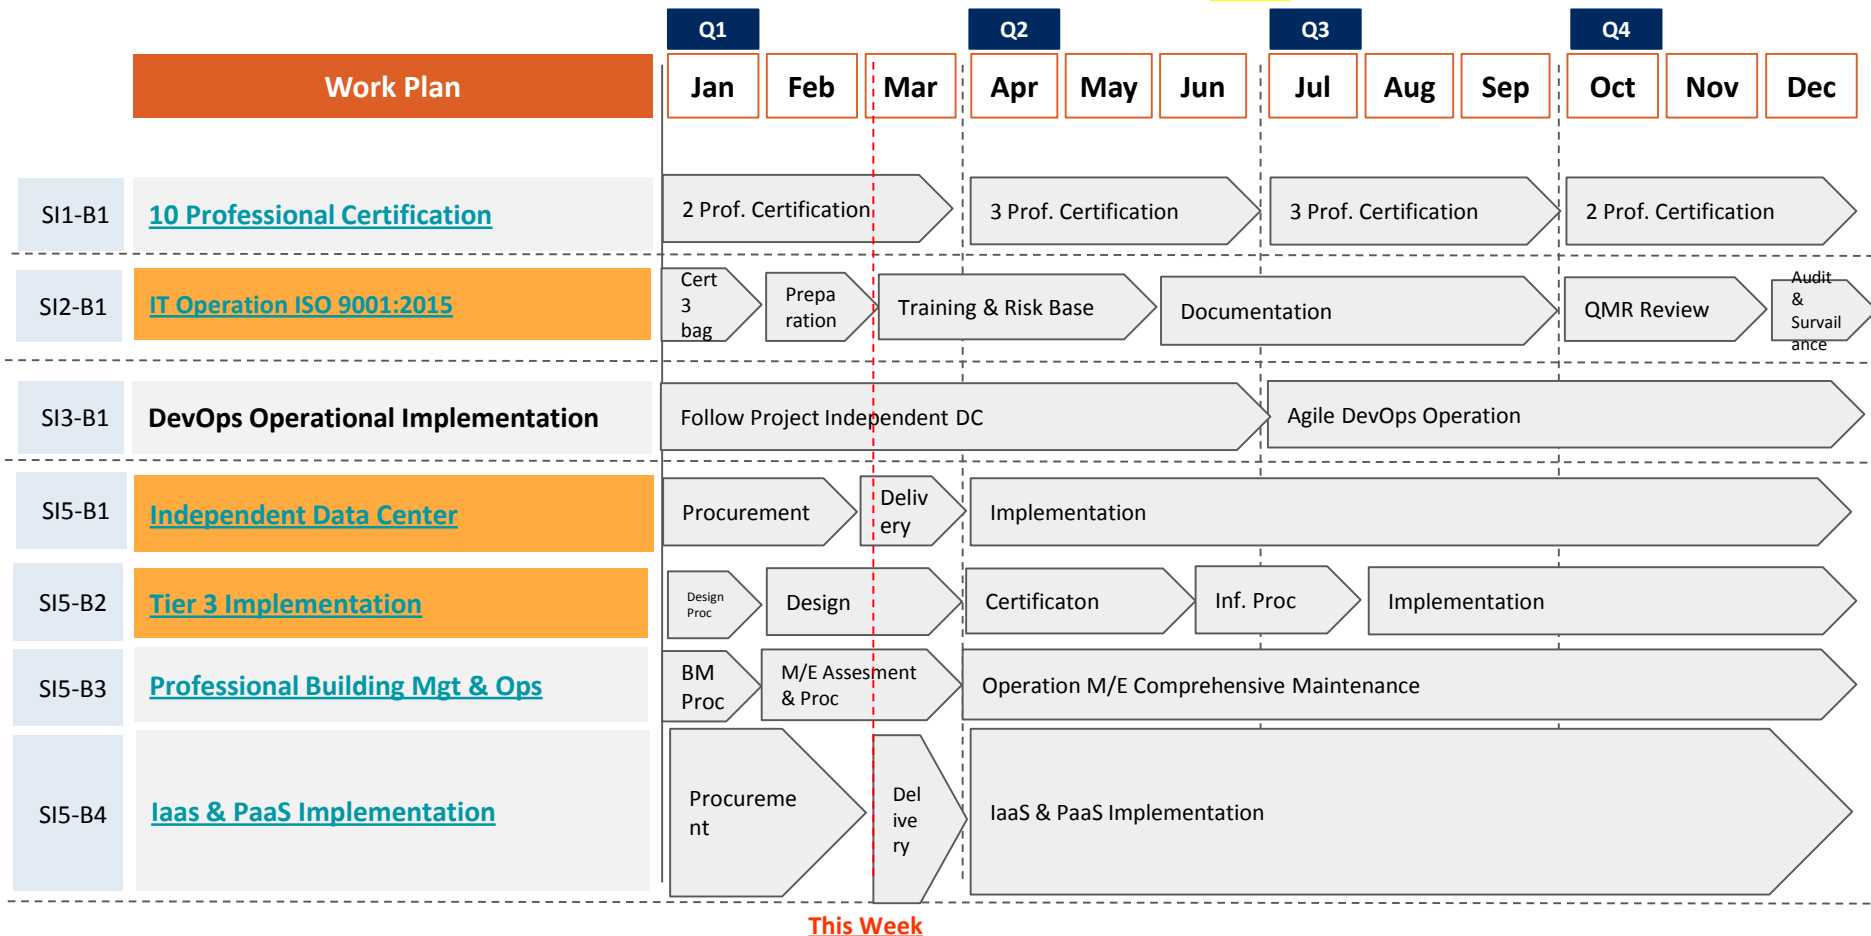 Q1
Q2
Q3
Q4
Work Plan
Jan
Feb
Mar
Apr
May
Jun
Jul
Aug
Sep
Oct
Nov
Dec
SI1-B1
10 Professional Certification
2 Prof. Certification
3 Prof. Certification
3 Prof. Certification
2 Prof. Certification
SI2-B1
IT Operation ISO 9001:2015
Cert
3
bag
Prepa
ration
Training & Risk Base
Documentation
QMR Review
Audit
&
Survail
ance
SI3-B1
DevOps Operational Implementation
Follow Project Independent DC
Agile DevOps Operation
SI5-B1
Independent Data Center
Procurement
Deliv
ery
Implementation
SI5-B2
Tier 3 Implementation
Design
Proc
Design
Certificaton
Inf. Proc
Implementation
SI5-B3
Professional Building Mgt & Ops
BM
Proc
M/E Assesment
& Proc
Operation M/E Comprehensive Maintenance
SI5-B4
Iaas & PaaS Implementation
Procureme
nt
Del
ive
ry
IaaS & PaaS Implementation
This Week